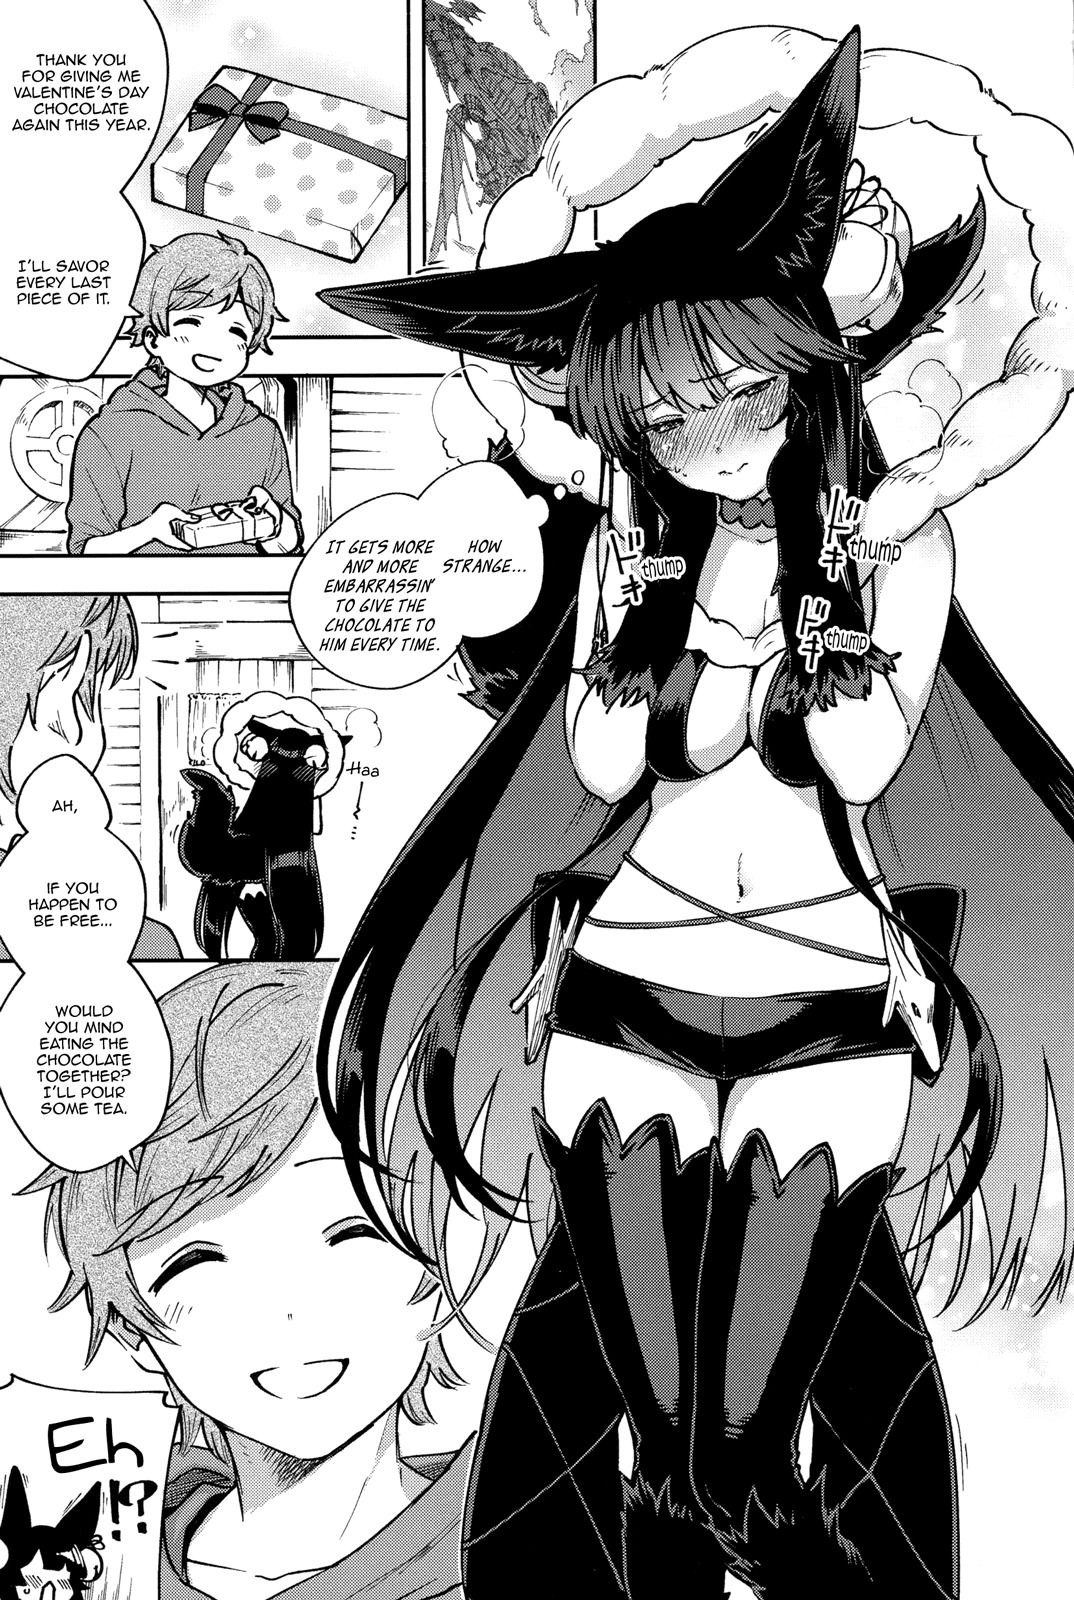 THANK YOU
FOR GIVING ME
VALENTINE'S DAY
CHOCOLATE
AGAIN THIS YEAR.
I'LL SAVOR
EVERY LAST
PIECE OF IT.
HOW
STRANGE...
IT GETS MORE
AND MORE
EMBARRASSIN'
TO GIVE THE
CHOCOLATE TO
HIM EVERY TIME.
ドキ
thump
ドキ
thump
ドキ
thump
Haa
AH,
IF YOU
HAPPEN TO
BE FREE...
WOULD
YOU MIND
EATING THE
CHOCOLATE
TOGETHER?
I'LL POUR
SOME TEA.
Eh
!?